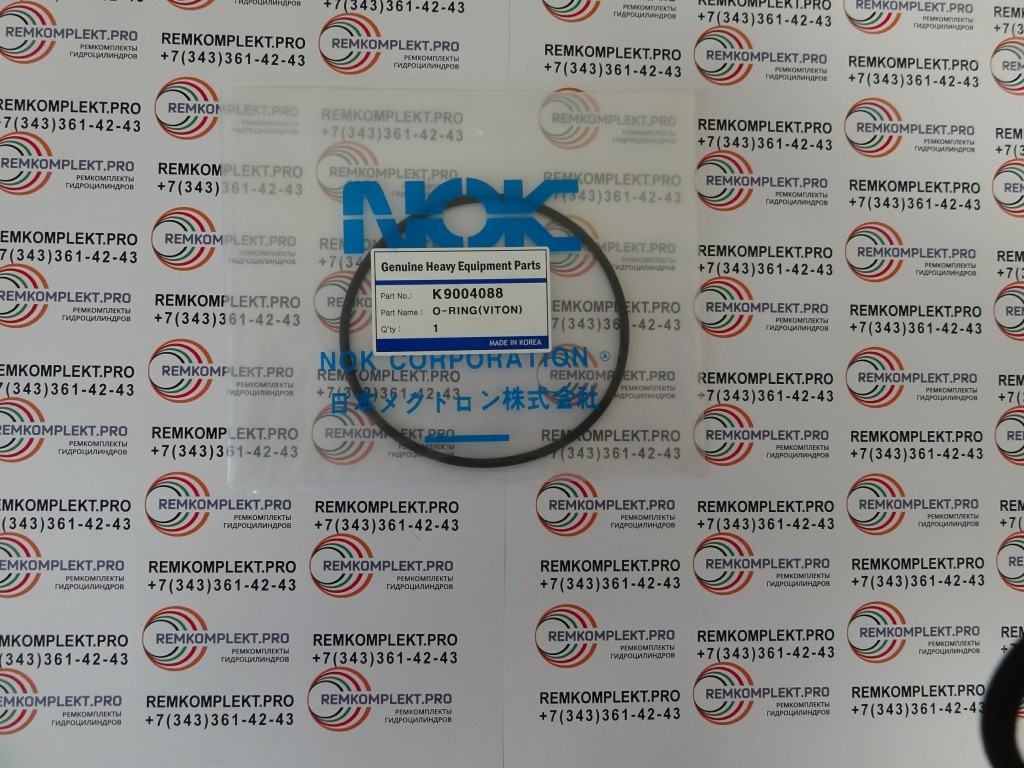 NOK
Genuine Heavy Equipment Parts
Part No.: K9004088
Part Name : O-RING(VITON)
Q'ty : 1
MADE IN KOREA
NOK CORPORATION ®
日本メクトロン株式会社
REMKOMPLEKT.PRO
+7(343)361-42-43
REMKOMPLEKT.PRO
РЕМКОМПЛЕКТЫ
ГИДРОЦИЛИНДРОВ